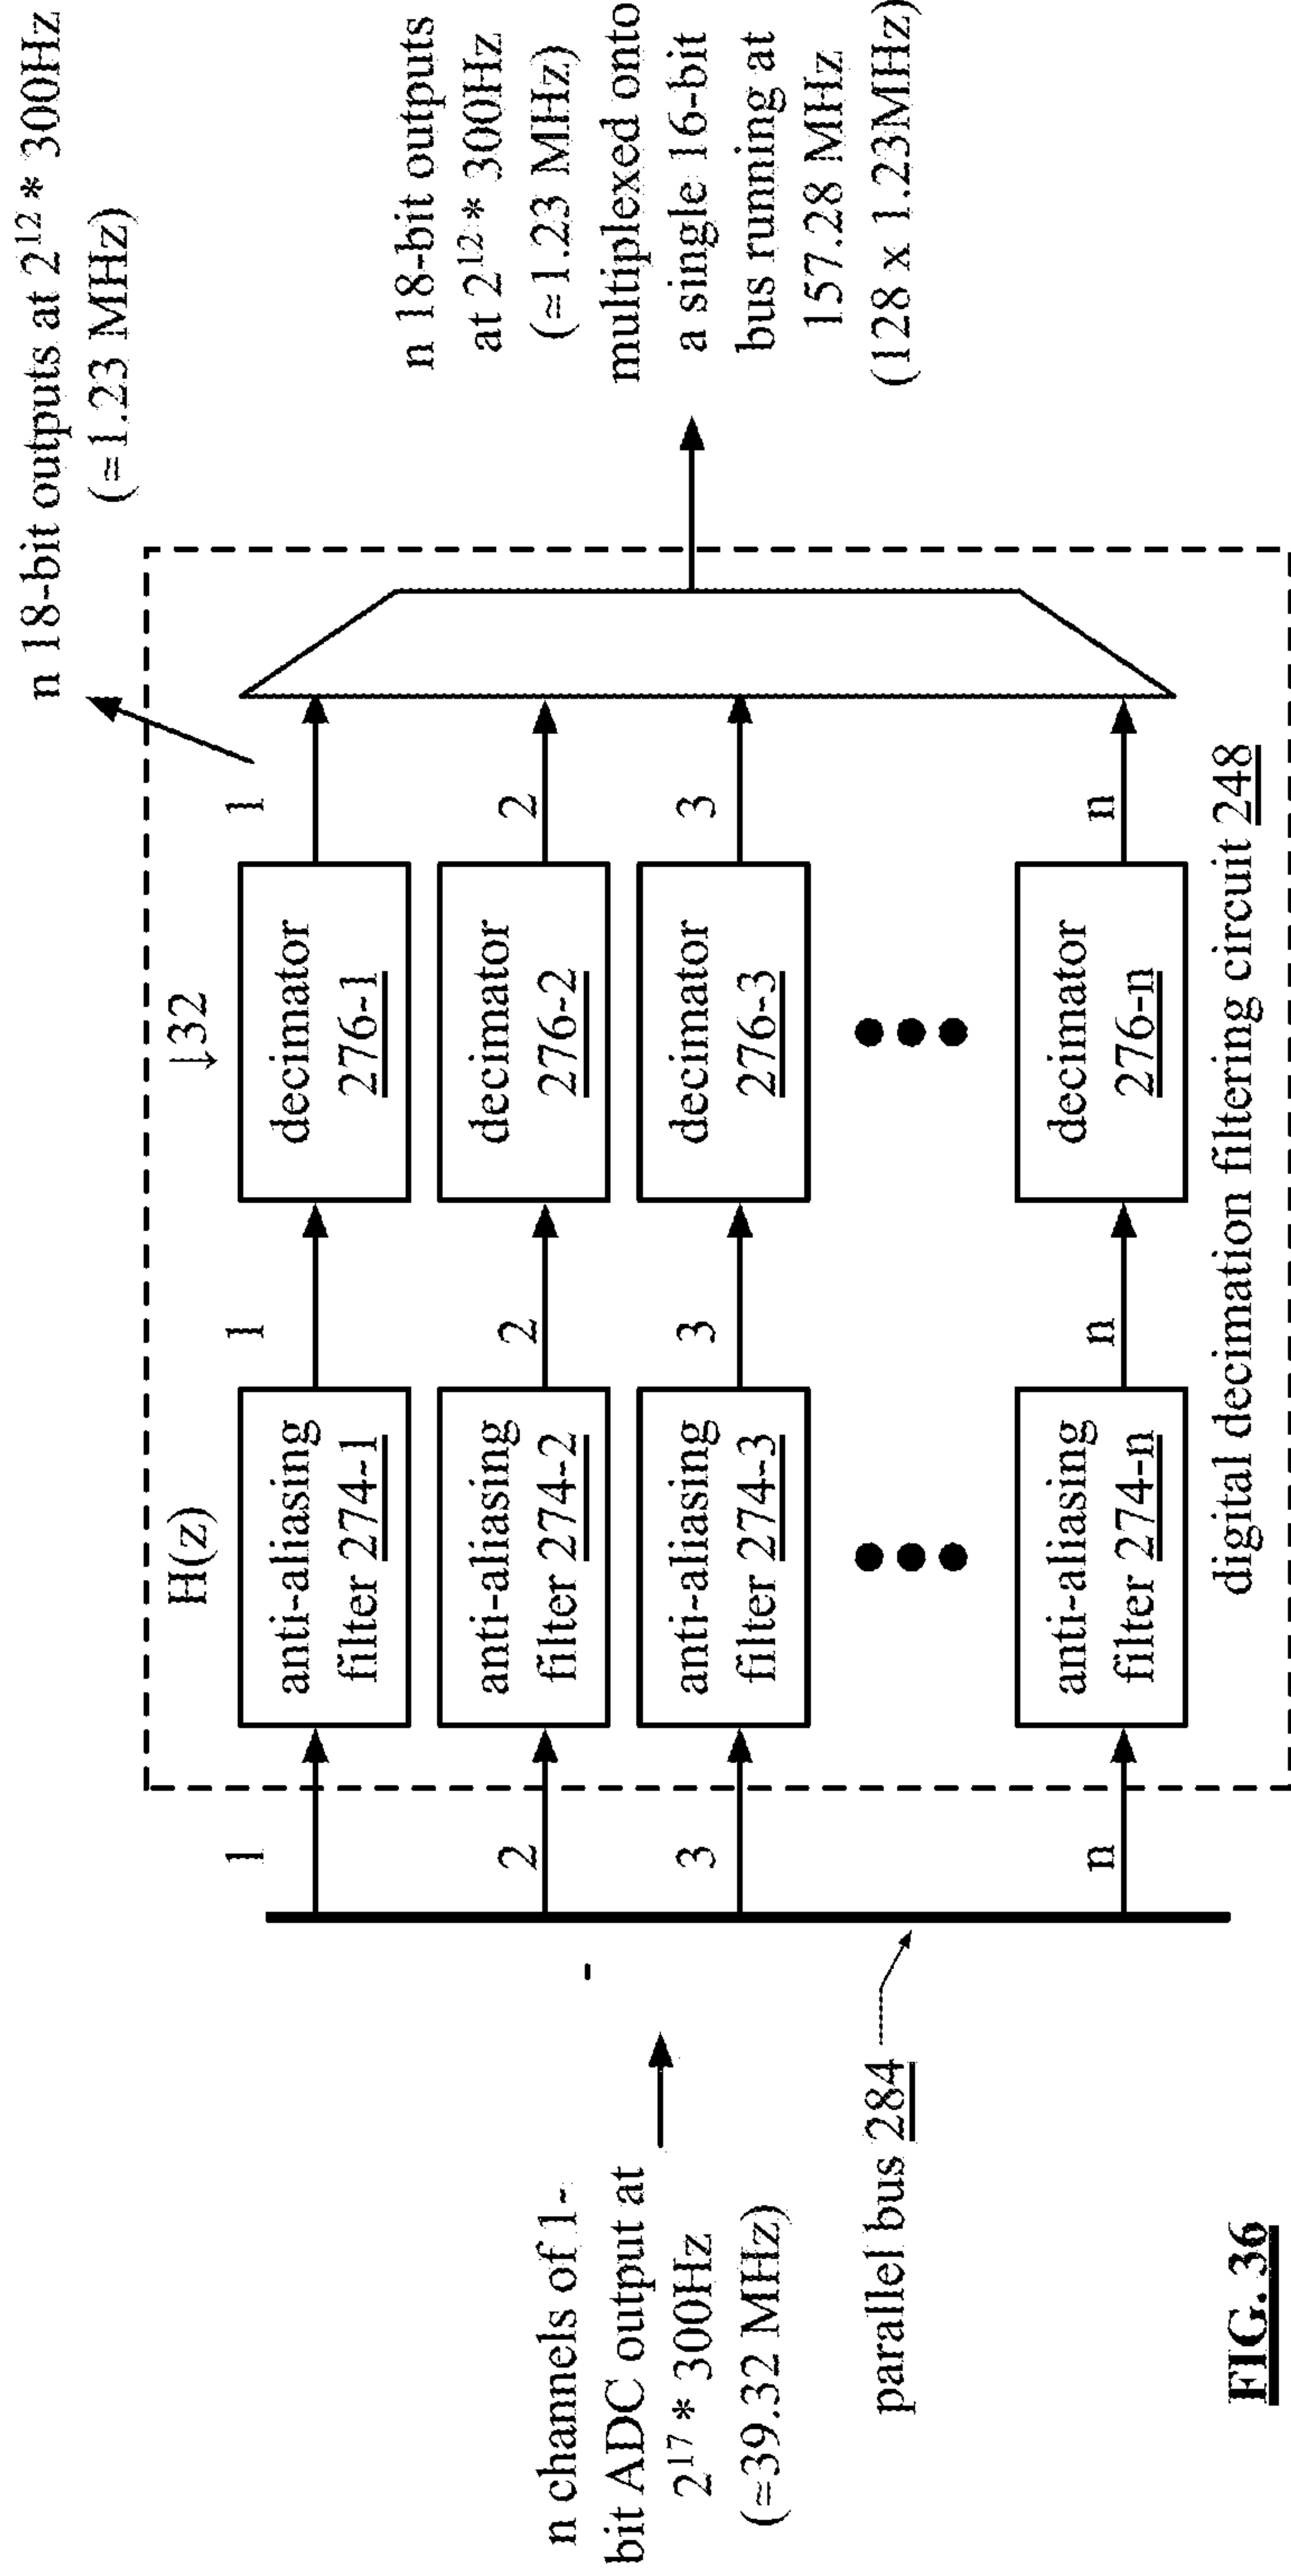 n 18-bit outputs at 2¹² * 300Hz
(≈1.23 MHz)
n channels of 1-
bit ADC output at
2¹⁷ * 300Hz
(≈39.32 MHz)
parallel bus 284
1
2
3
n
H(z)
anti-aliasing
filter 274-1
anti-aliasing
filter 274-2
anti-aliasing
filter 274-3
anti-aliasing
filter 274-n
1
2
3
n
↓32
decimator
276-1
decimator
276-2
decimator
276-3
decimator
276-n
1
2
3
n
digital decimation filtering circuit 248
n 18-bit outputs
at 2¹² * 300Hz
(≈1.23 MHz)
multiplexed onto
a single 16-bit
bus running at
157.28 MHz
(128 x 1.23MHz)
FIG. 36